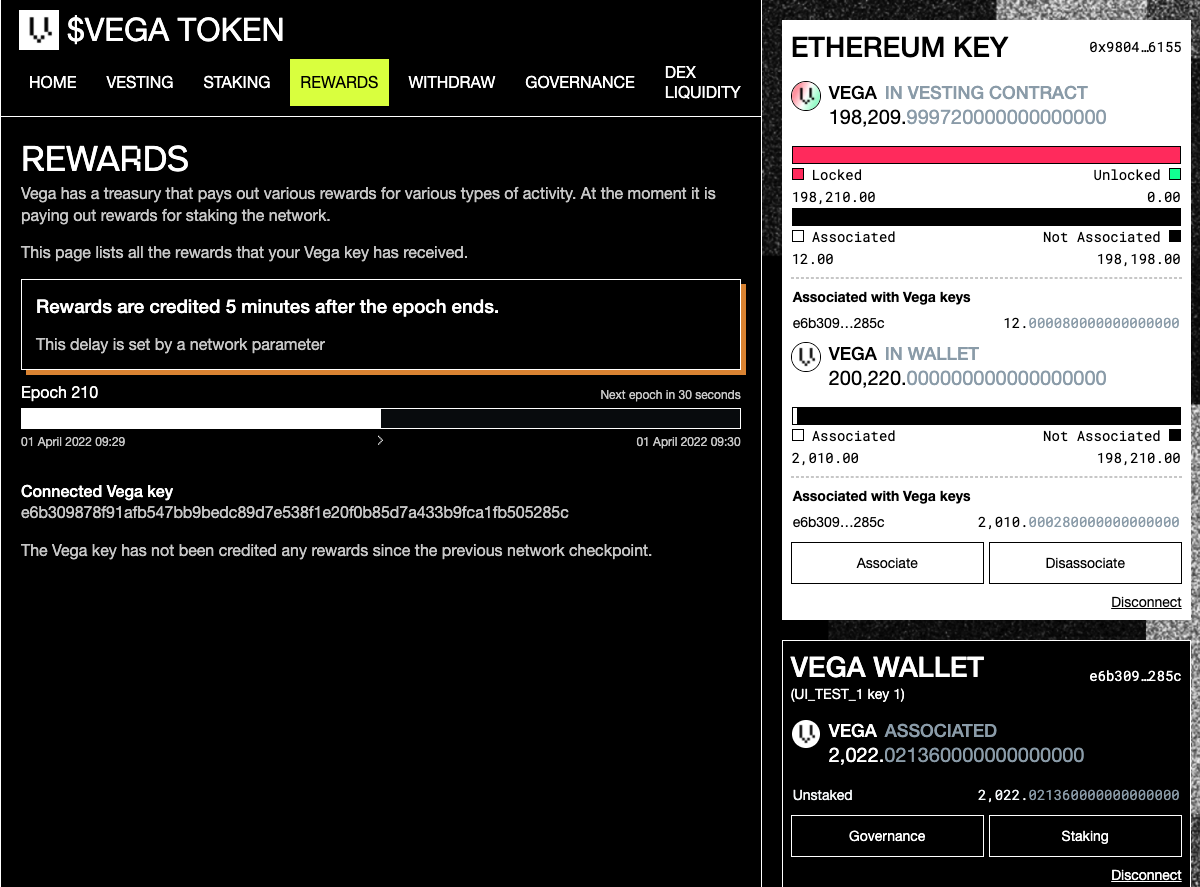 $VEGA TOKEN
HOME VESTING STAKING REWARDS WITHDRAW GOVERNANCE DEX
LIQUIDITY
REWARDS
Vega has a treasury that pays out various rewards for various types of activity. At the moment it is
paying out rewards for staking the network.
This page lists all the rewards that your Vega key has received.
Rewards are credited 5 minutes after the epoch ends.
This delay is set by a network parameter
Epoch 210 Next epoch in 30 seconds
01 April 2022 09:29 > 01 April 2022 09:30
Connected Vega key
e6b309878f91afb547bb9bedc89d7e538f1e20f0b85d7a433b9fca1fb505285c
The Vega key has not been credited any rewards since the previous network checkpoint.
ETHEREUM KEY 0x9804…6155
VEGA IN VESTING CONTRACT
198,209.999720000000000000
Locked Unlocked
198,210.00 0.00
Associated Not Associated
12.00 198,198.00
Associated with Vega keys
e6b309…285c 12.000080000000000000
VEGA IN WALLET
200,220.000000000000000000
Associated Not Associated
2,010.00 198,210.00
Associated with Vega keys
e6b309…285c 2,010.000280000000000000
Associate Disassociate
Disconnect
VEGA WALLET e6b309…285c
(UI_TEST_1 key 1)
VEGA ASSOCIATED
2,022.021360000000000000
Unstaked 2,022.021360000000000000
Governance Staking
Disconnect